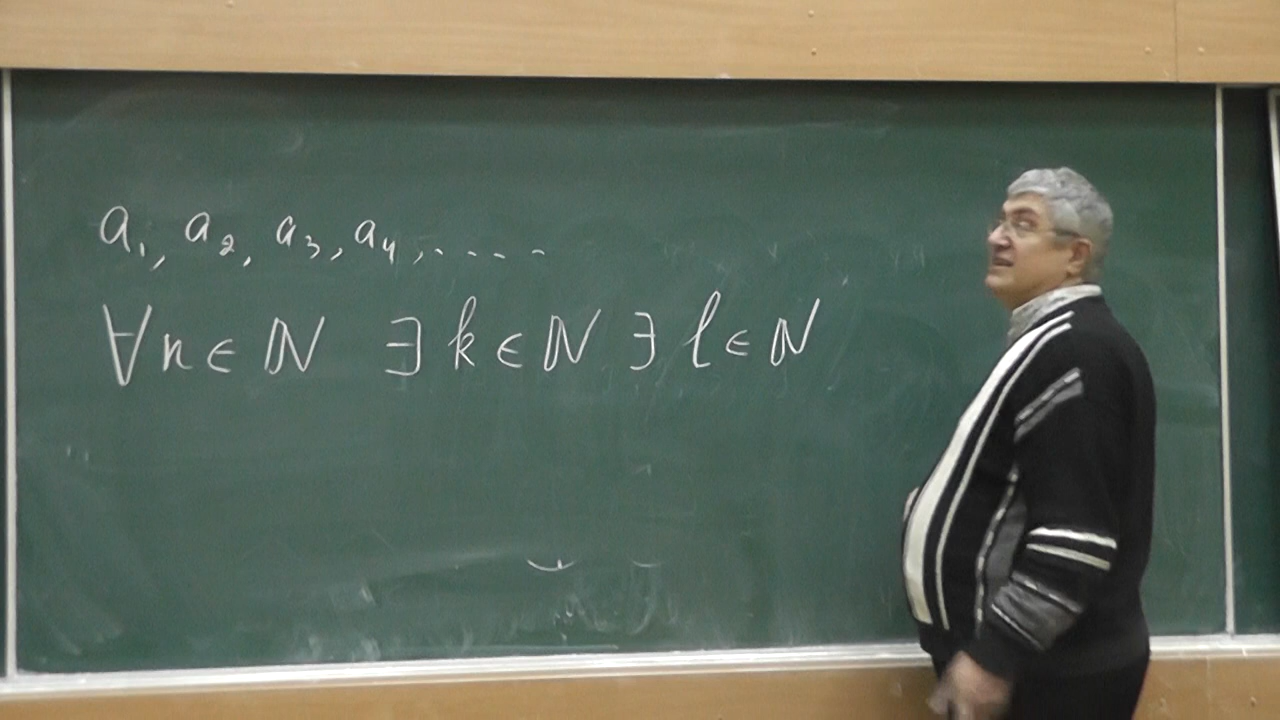 a₁, a₂, a₃, a₄, ....
∀n ∈ ℕ ∃ k ∈ ℕ ∃ l ∈ ℕ